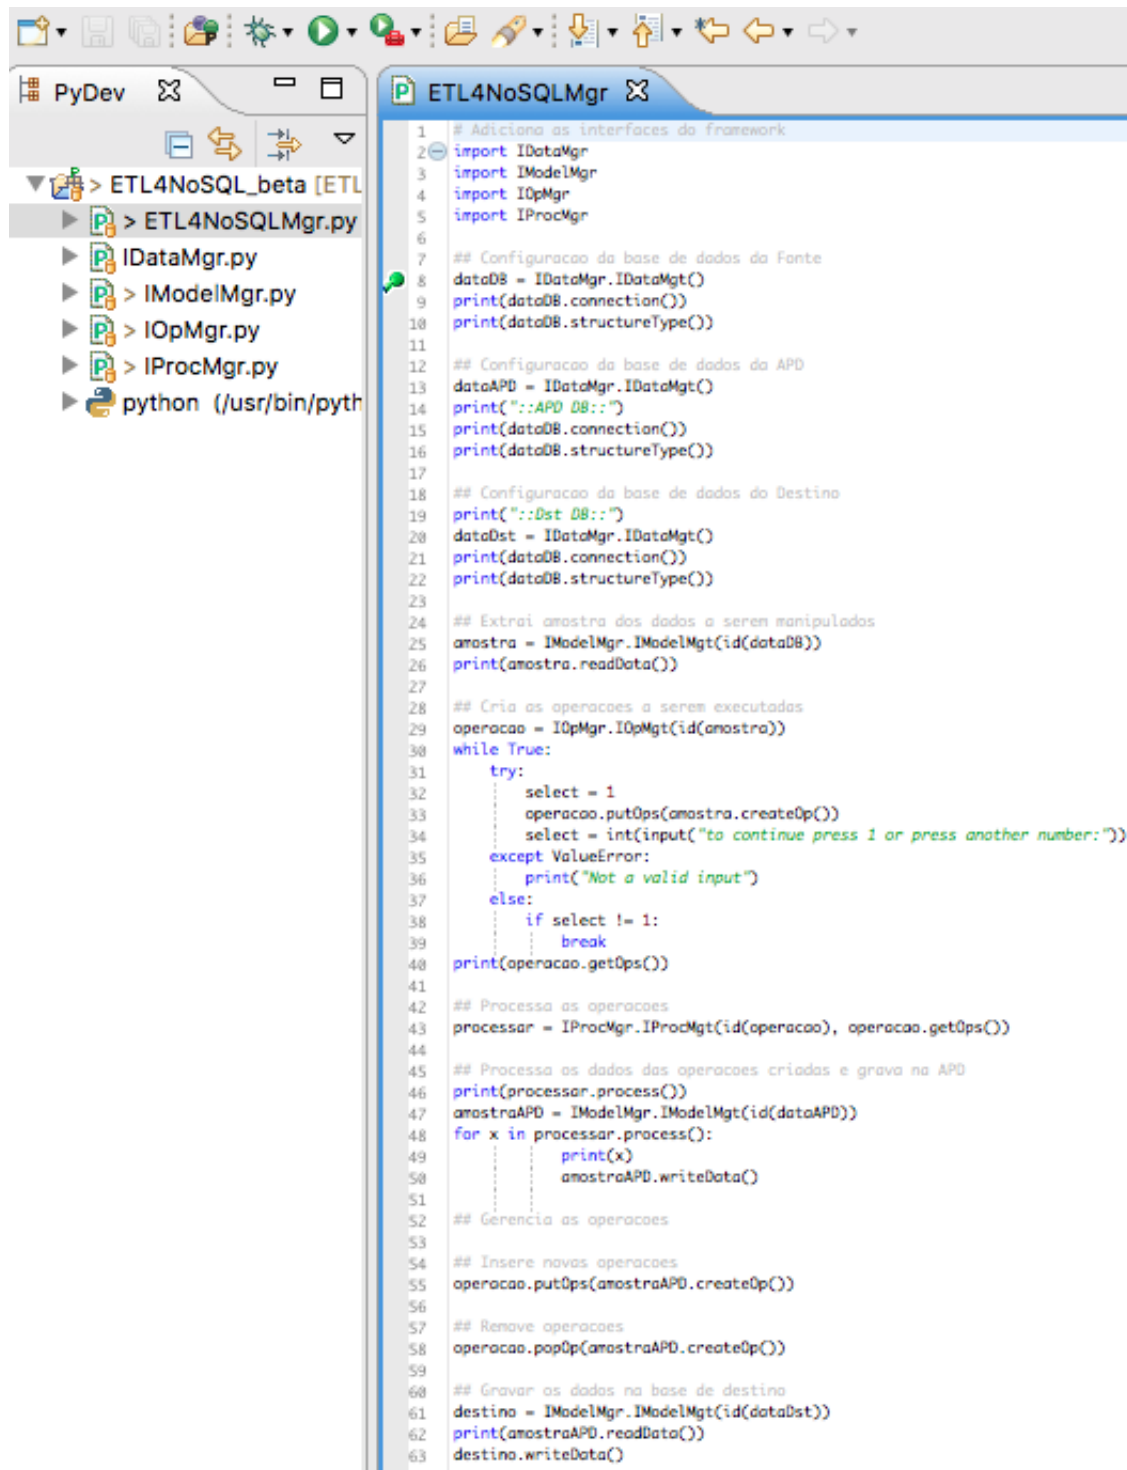 PyDev
ETL4NoSQLMgr
> ETL4NoSQL_beta [ETL
> ETL4NoSQLMgr.py
IDataMgr.py
> IModelMgr.py
> IOpMgr.py
> IProcMgr.py
python (/usr/bin/pyth
1 # Adiciona as interfaces do framework
2 import IDataMgr
3 import IModelMgr
4 import IOpMgr
5 import IProcMgr
6
7 ## Configuracao da base de dados da Fonte
8 dataDB = IDataMgr.IDataMgt()
9 print(dataDB.connection())
10 print(dataDB.structureType())
11
12 ## Configuracao da base de dados da APD
13 dataAPD = IDataMgr.IDataMgt()
14 print("::APD DB::")
15 print(dataDB.connection())
16 print(dataDB.structureType())
17
18 ## Configuracao da base de dados do Destino
19 print("::Dst DB::")
20 dataDst = IDataMgr.IDataMgt()
21 print(dataDB.connection())
22 print(dataDB.structureType())
23
24 ## Extrai amostra dos dados a serem manipulados
25 amostra = IModelMgr.IModelMgt(id(dataDB))
26 print(amostra.readData())
27
28 ## Cria as operacoes a serem executadas
29 operacao = IOpMgr.IOpMgt(id(amostra))
30 while True:
31 try:
32 select = 1
33 operacao.putOps(amostra.createOp())
34 select = int(input("to continue press 1 or press another number:"))
35 except ValueError:
36 print("Not a valid input")
37 else:
38 if select != 1:
39 break
40 print(operacao.getOps())
41
42 ## Processa as operacoes
43 processar = IProcMgr.IProcMgt(id(operacao), operacao.getOps())
44
45 ## Processa os dados das operacoes criadas e grava na APD
46 print(processar.process())
47 amostraAPD = IModelMgr.IModelMgt(id(dataAPD))
48 for x in processar.process():
49 print(x)
50 amostraAPD.writeData()
51
52 ## Gerencia as operacoes
53
54 ## Insere novas operacoes
55 operacao.putOps(amostraAPD.createOp())
56
57 ## Remove operacoes
58 operacao.popOp(amostraAPD.createOp())
59
60 ## Gravar os dados na base de destino
61 destino = IModelMgr.IModelMgt(id(dataDst))
62 print(amostraAPD.readData())
63 destino.writeData()